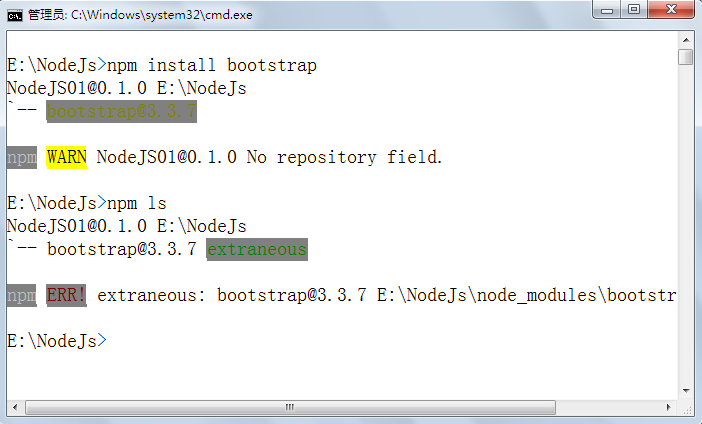 管理员: C:\Windows\system32\cmd.exe
E:\NodeJs>npm install bootstrap
NodeJS01@0.1.0 E:\NodeJs
`-- bootstrap@3.3.7
npm WARN NodeJS01@0.1.0 No repository field.
E:\NodeJs>npm ls
NodeJS01@0.1.0 E:\NodeJs
`-- bootstrap@3.3.7 extraneous
npm ERR! extraneous: bootstrap@3.3.7 E:\NodeJs\node_modules\bootstr
E:\NodeJs>